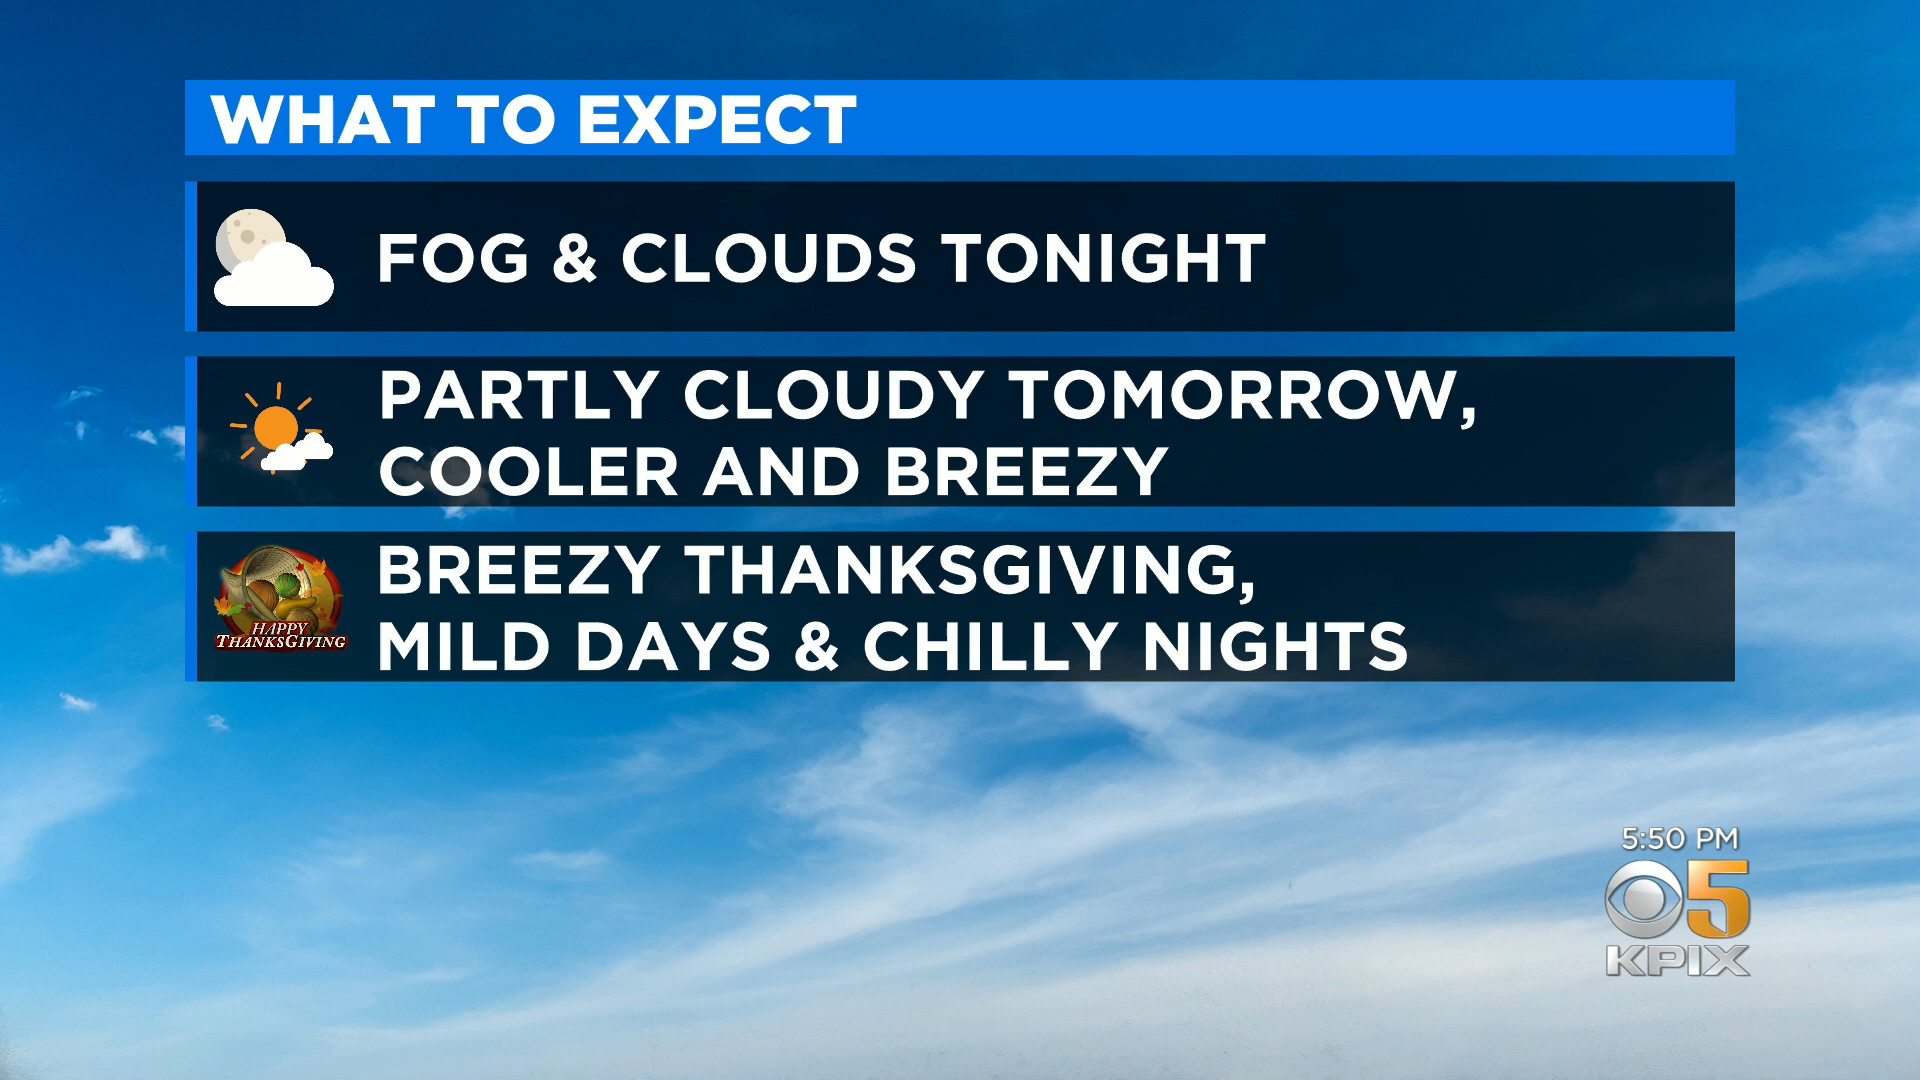 WHAT TO EXPECT
FOG & CLOUDS TONIGHT
PARTLY CLOUDY TOMORROW,
COOLER AND BREEZY
HAPPY
THANKSGIVING
BREEZY THANKSGIVING,
MILD DAYS & CHILLY NIGHTS
5:50 PM
5
KPIX